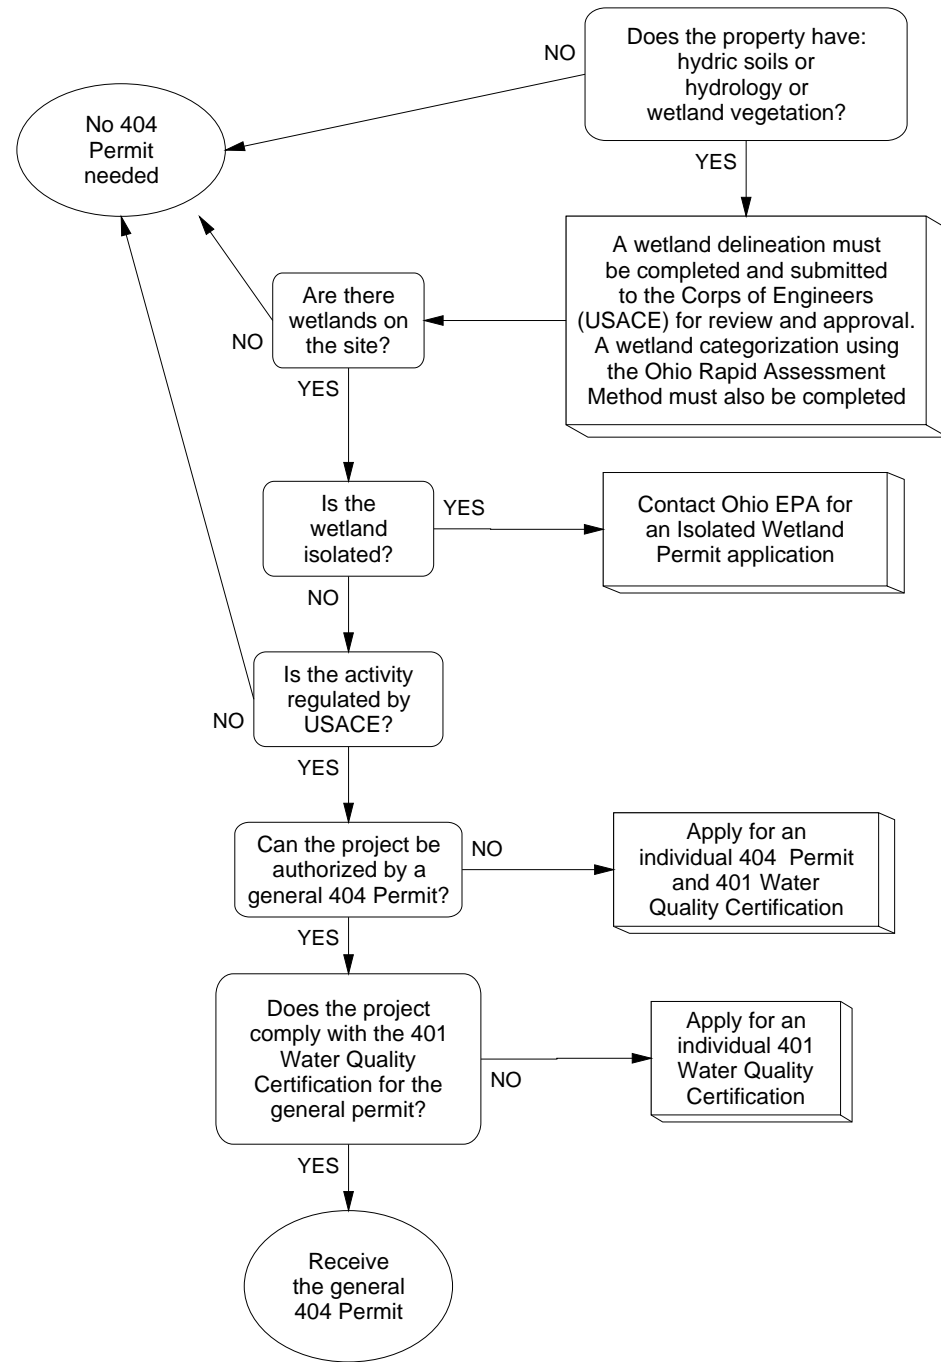 NO
Does the property have:
hydric soils or
hydrology or
wetland vegetation?
No 404
Permit
needed
YES
A wetland delineation must
be completed and submitted
to the Corps of Engineers
(USACE) for review and approval.
A wetland categorization using
the Ohio Rapid Assessment
Method must also be completed
Are there
wetlands on
the site?
NO
YES
Is the
wetland
isolated?
YES
Contact Ohio EPA for
an Isolated Wetland
Permit application
NO
Is the activity
regulated by
USACE?
NO
YES
Can the project be
authorized by a
general 404 Permit?
NO
Apply for an
individual 404  Permit
and 401 Water
Quality Certification
YES
Does the project
comply with the 401
Water Quality
Certification for the
general permit?
NO
Apply for an
individual 401
Water Quality
Certification
YES
Receive
the general
404 Permit